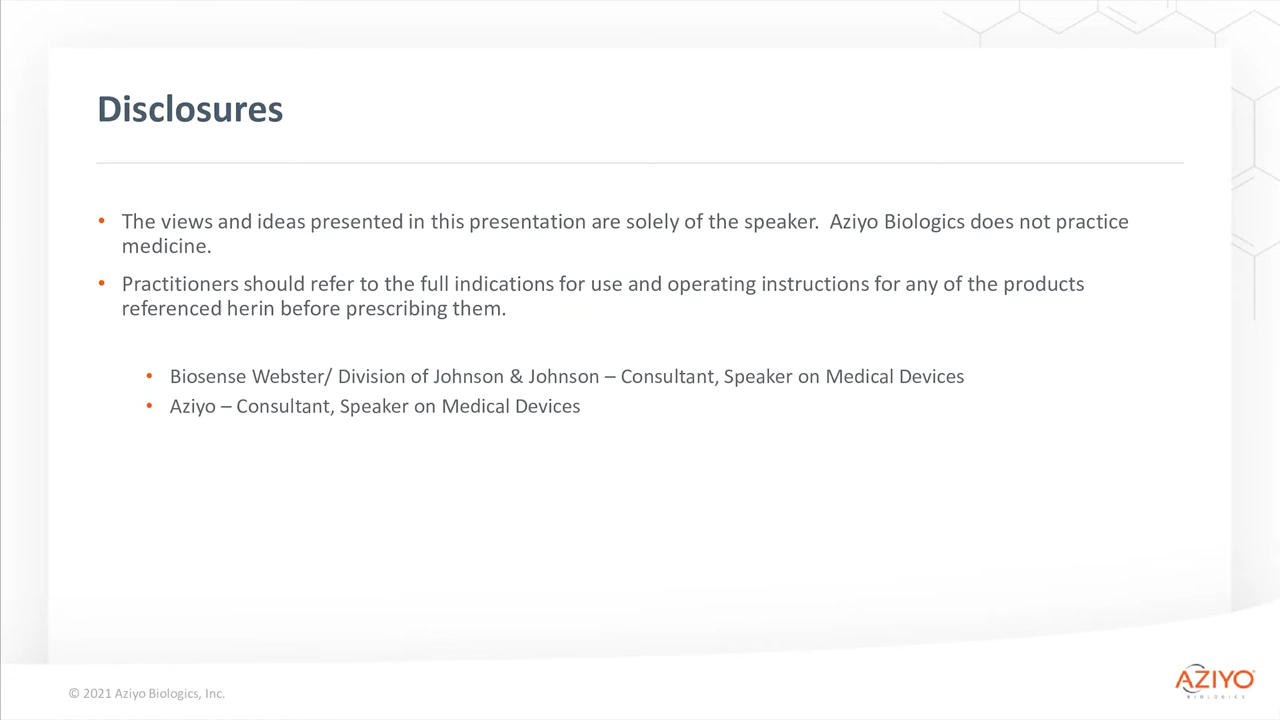 Disclosures
• The views and ideas presented in this presentation are solely of the speaker.  Aziyo Biologics does not practice
medicine.
• Practitioners should refer to the full indications for use and operating instructions for any of the products
referenced herin before prescribing them.
• Biosense Webster/ Division of Johnson & Johnson – Consultant, Speaker on Medical Devices
• Aziyo – Consultant, Speaker on Medical Devices
© 2021 Aziyo Biologics, Inc.
AZIYO
BIOLOGICS